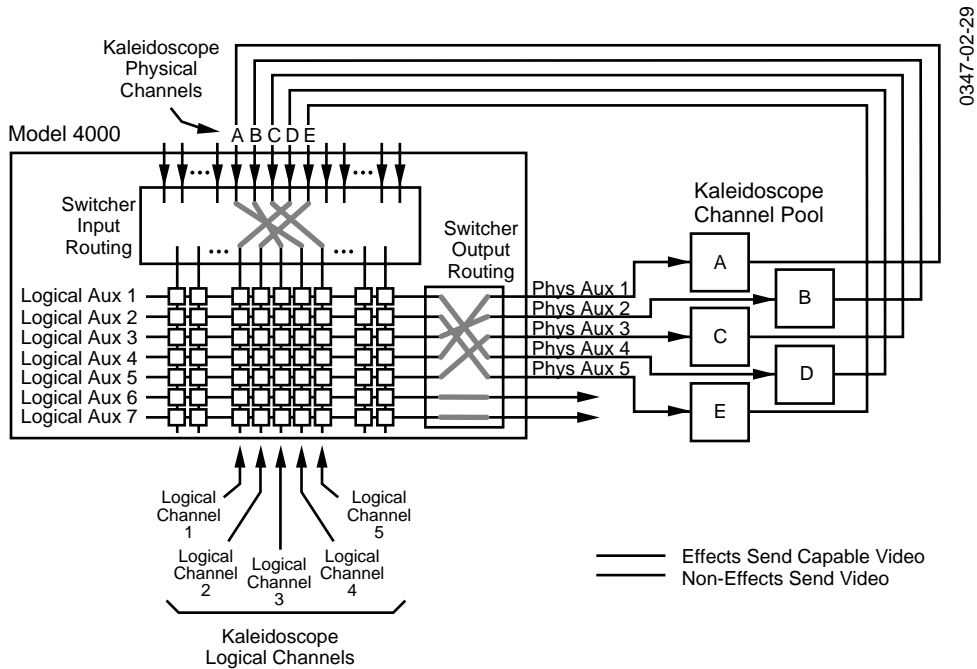 0347-02-29
Kaleidoscope
Physical
Channels
A B C D E
Model 4000
...
...
Switcher
Input
Routing
...
...
Switcher
Output
Routing
Kaleidoscope
Channel Pool
A
B
C
D
E
Logical Aux 1
Logical Aux 2
Logical Aux 3
Logical Aux 4
Logical Aux 5
Logical Aux 6
Logical Aux 7
Phys Aux 1
Phys Aux 2
Phys Aux 3
Phys Aux 4
Phys Aux 5
Logical
Channel
1
Logical
Channel
2
Logical
Channel
3
Logical
Channel
4
Logical
Channel
5
Kaleidoscope
Logical Channels
Effects Send Capable Video
Non-Effects Send Video